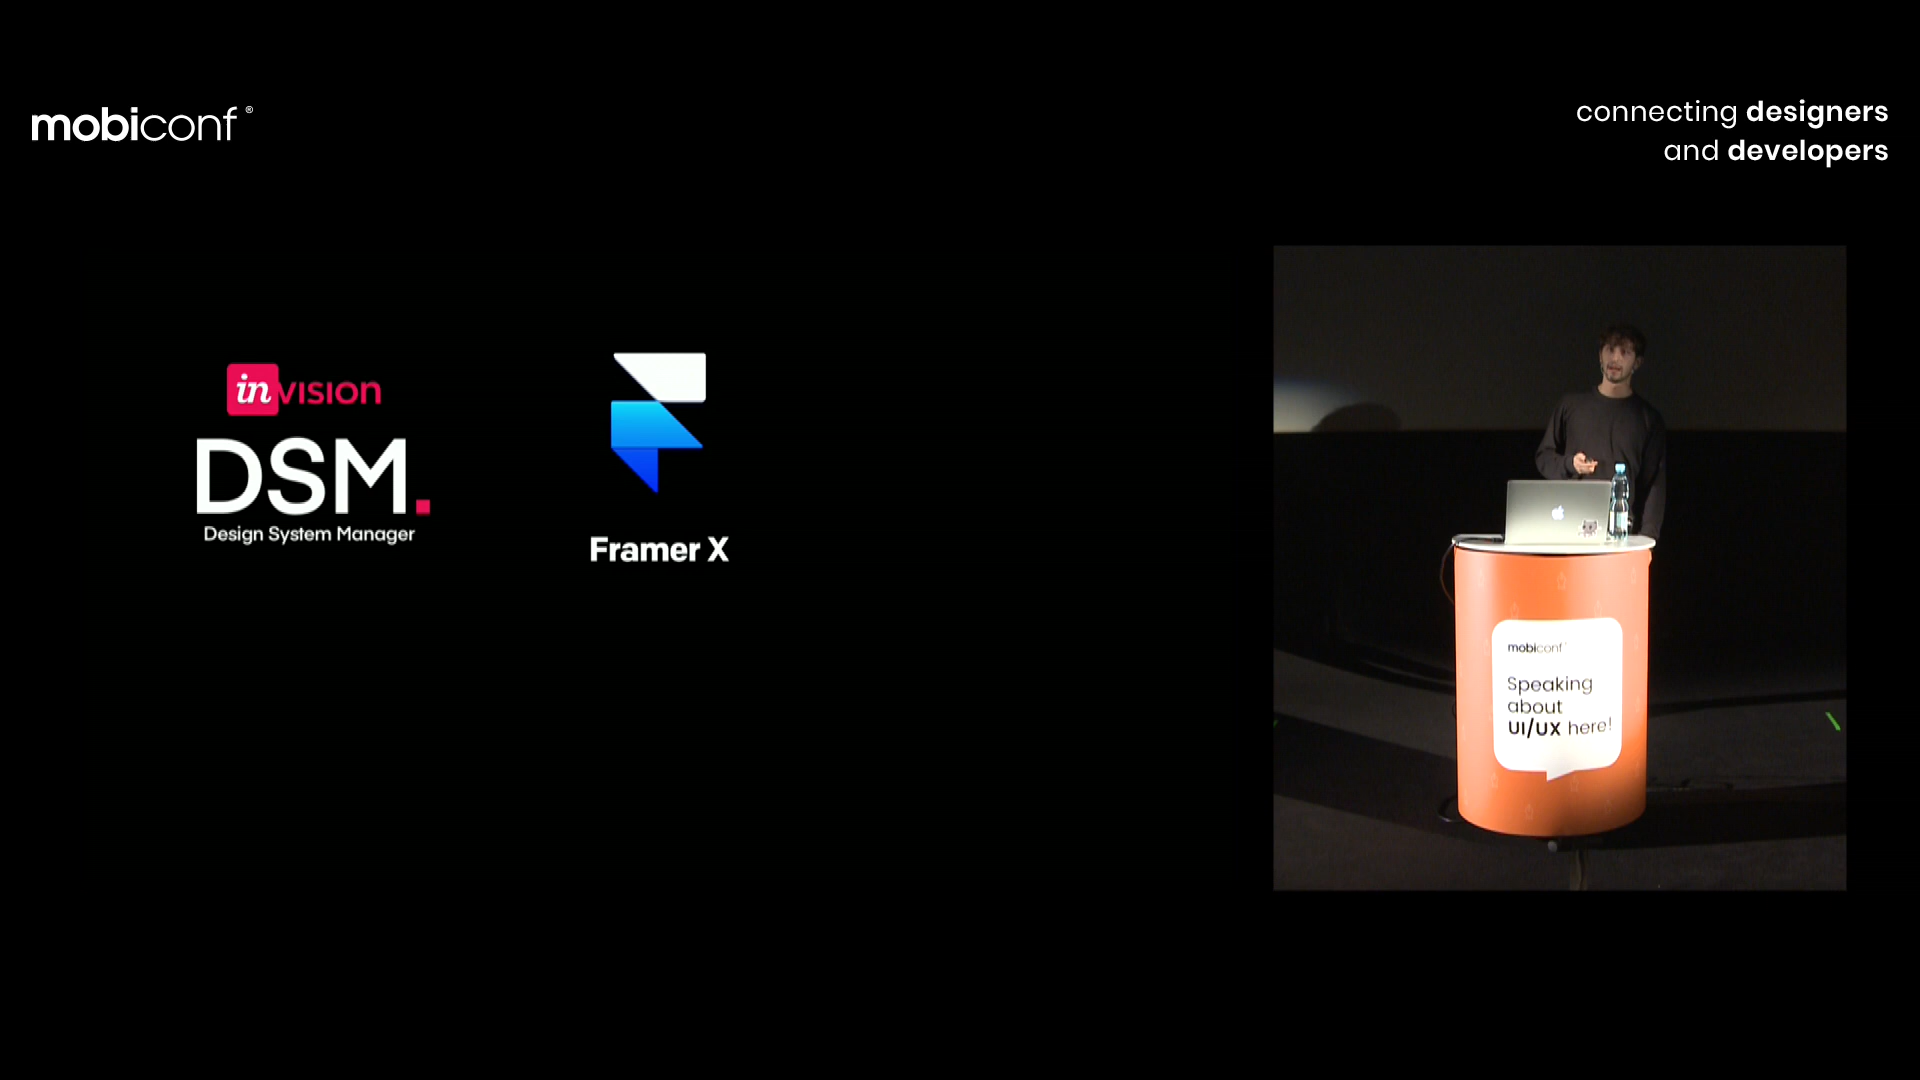 mobiconf ®
connecting designers
and developers
invision
DSM.
Design System Manager
Framer X
mobiconf
Speaking
about
UI/UX here!